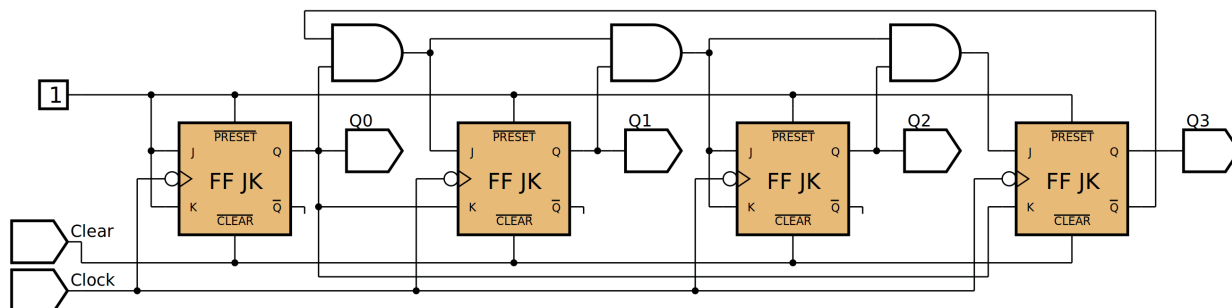 1
Q0
Q1
Q2
Q3
PRESET
J
Q
FF JK
K
Q̅
CLEAR
PRESET
J
Q
FF JK
K
Q̅
CLEAR
PRESET
J
Q
FF JK
K
Q̅
CLEAR
PRESET
J
Q
FF JK
K
Q̅
CLEAR
Clear
Clock